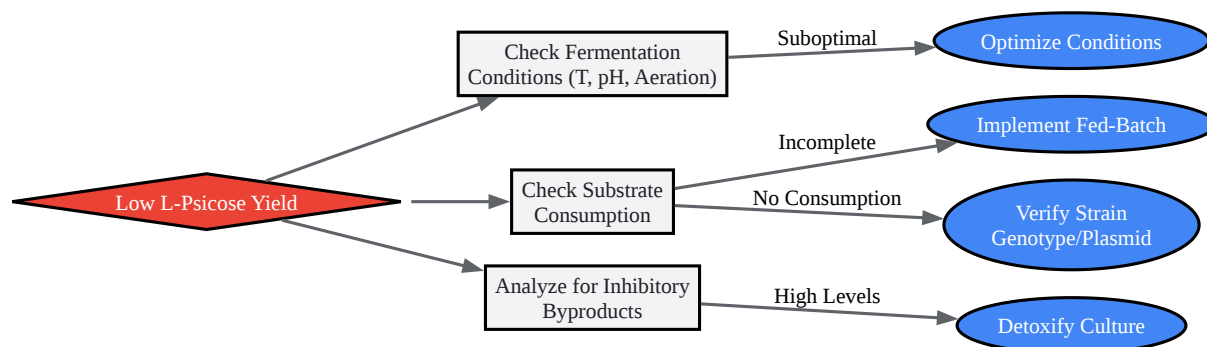 Low L-Psicose Yield
Check Fermentation
Conditions (T, pH, Aeration)
Suboptimal
Optimize Conditions
Check Substrate
Consumption
Incomplete
Implement Fed-Batch
No Consumption
Verify Strain
Genotype/Plasmid
Analyze for Inhibitory
Byproducts
High Levels
Detoxify Culture